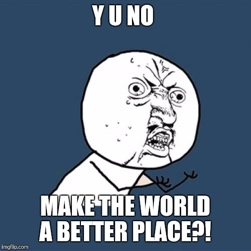 Y U NO
MAKE THE WORLD
A BETTER PLACE?!
imgflip.com